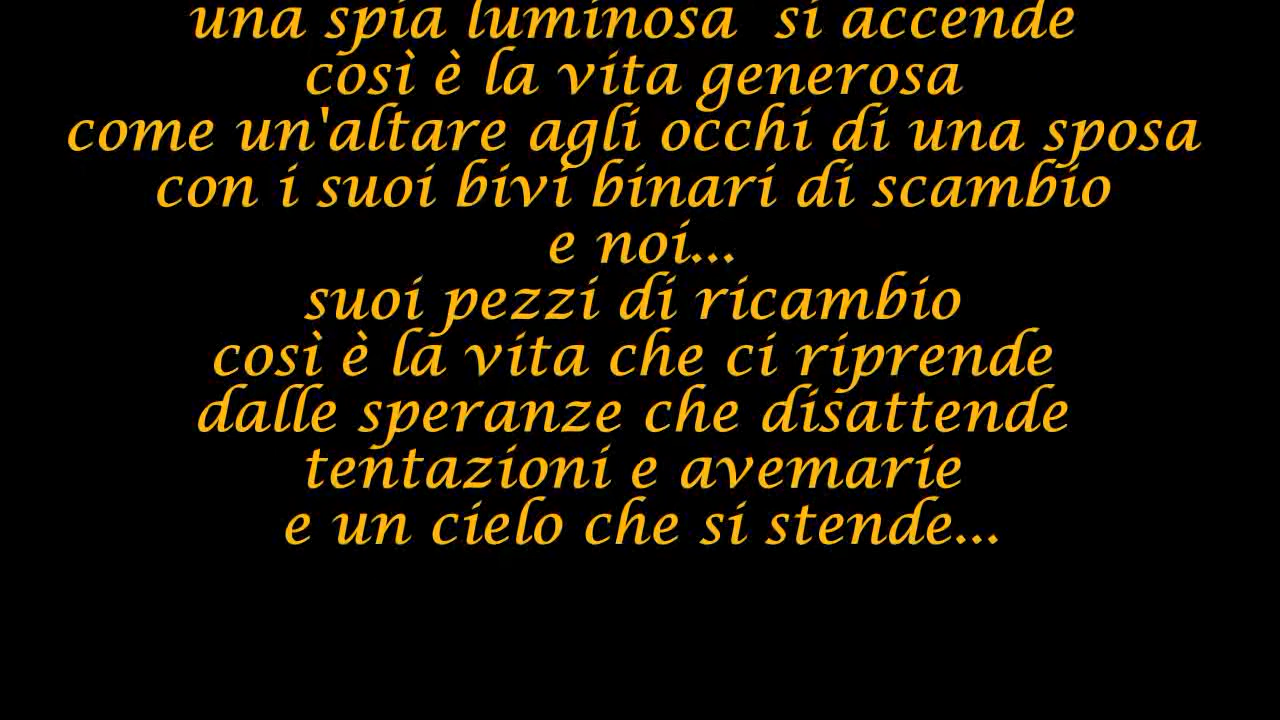 una spia luminosa  si accende
così è la vita generosa
come un'altare agli occhi di una sposa
con i suoi bivi binari di scambio
e noi...
suoi pezzi di ricambio
così è la vita che ci riprende
dalle speranze che disattende
tentazioni e avemarie
e un cielo che si stende...